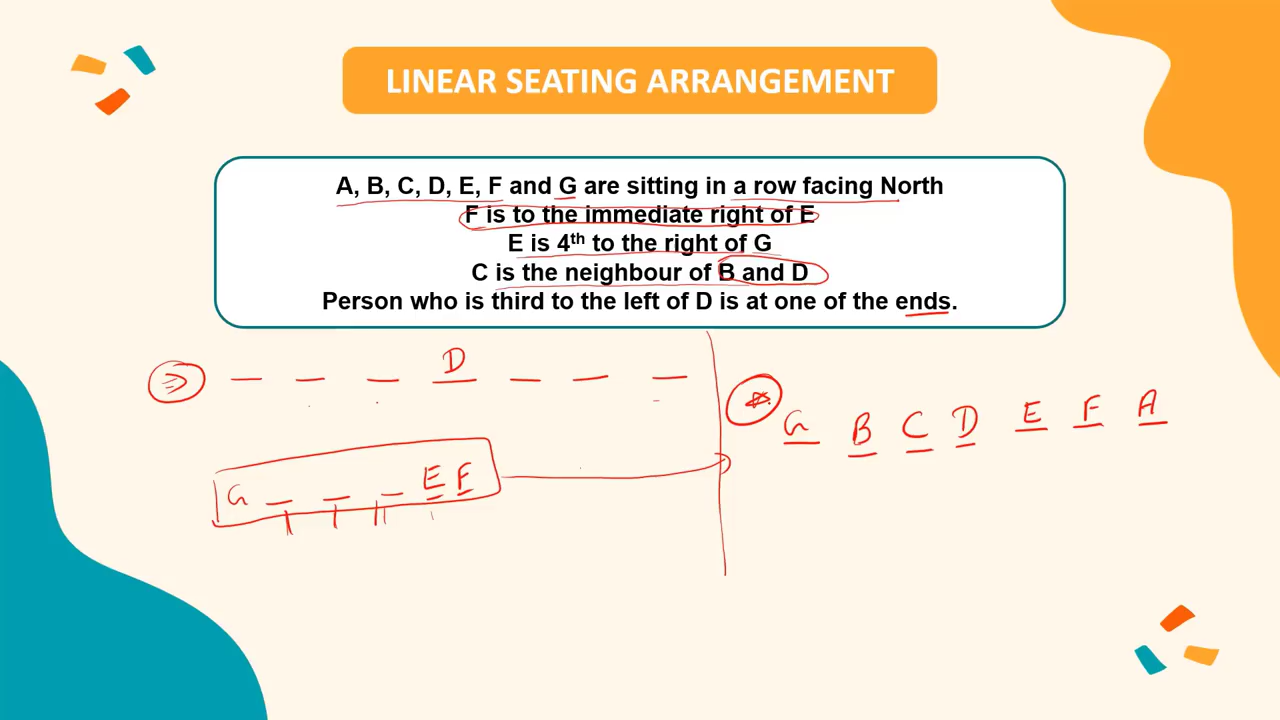 LINEAR SEATING ARRANGEMENT
A, B, C, D, E, F and G are sitting in a row facing North
F is to the immediate right of E
E is 4th to the right of G
C is the neighbour of B and D
Person who is third to the left of D is at one of the ends.
D
G B C D E F A
G E F